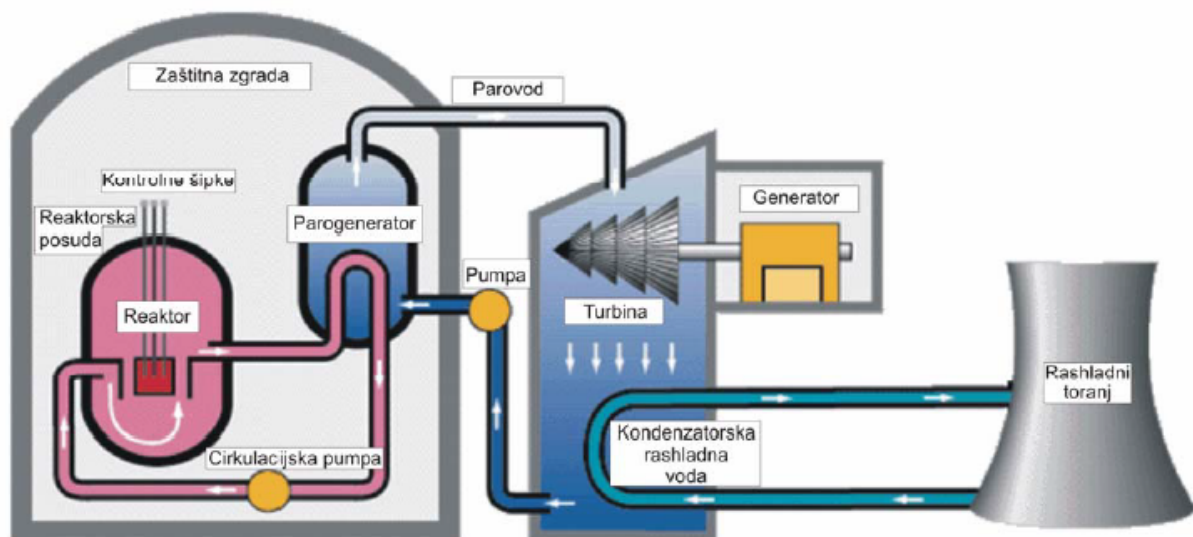 Zaštitna zgrada
Parovod
Kontrolne šipke
Reaktorska
posuda
Parogenerator
Generator
Pumpa
Reaktor
Turbina
Rashladni
toranj
Kondenzatorska
rashladna
voda
Cirkulacijska pumpa